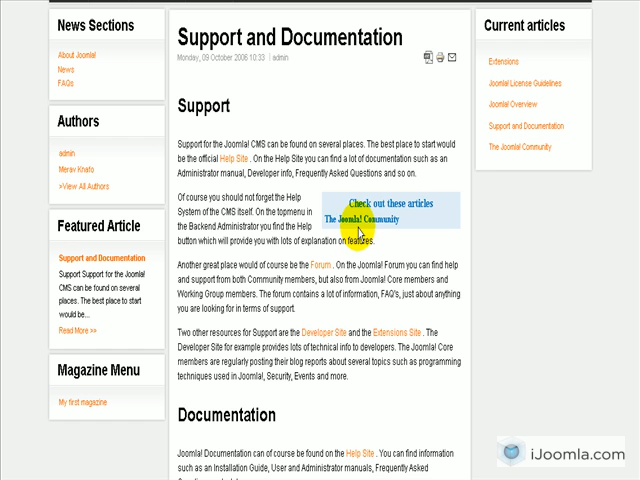 News Sections
About Joomla!
News
FAQs
Authors
admin
Merav Khato
>View All Authors
Featured Article
Support and Documentation
Support Support for the Joomla!
CMS can be found on several
places. The best place to start
would be...
Read More >>
Magazine Menu
My first magazine
Support and Documentation
Monday, 09 October 2006 10:33 | admin
Support
Support for the Joomla! CMS can be found on several places. The best place to start would
be the official Help Site . On the Help Site you can find a lot of documentation such as an
Administrator manual, Developer info, Frequently Asked Questions and so on.
Of course you should not forget the Help
System of the CMS itself. On the topmenu in
the Backend Administrator you find the Help
button which will provide you with lots of explanation on features.
Check out these articles
The Joomla! Community
Another great place would of course be the Forum . On the Joomla! Forum you can find help
and support from both Community members, but also from Joomla! Core members and
Working Group members. The forum contains a lot of information, FAQ's, just about anything
you are looking for in terms of support.
Two other resources for Support are the Developer Site and the Extensions Site . The
Developer Site for example provides lots of technical info to developers. The Joomla! Core
members are regularly posting their blog reports about several topics such as programming
techniques used in Joomla!, Security, Events and more.
Documentation
Joomla! Documentation can of course be found on the Help Site . You can find information
such as an Installation Guide, User and Administrator manuals, Frequently Asked
Current articles
Extensions
Joomla! License Guidelines
Joomla! Overview
Support and Documentation
The Joomla! Community
iJoomla.com